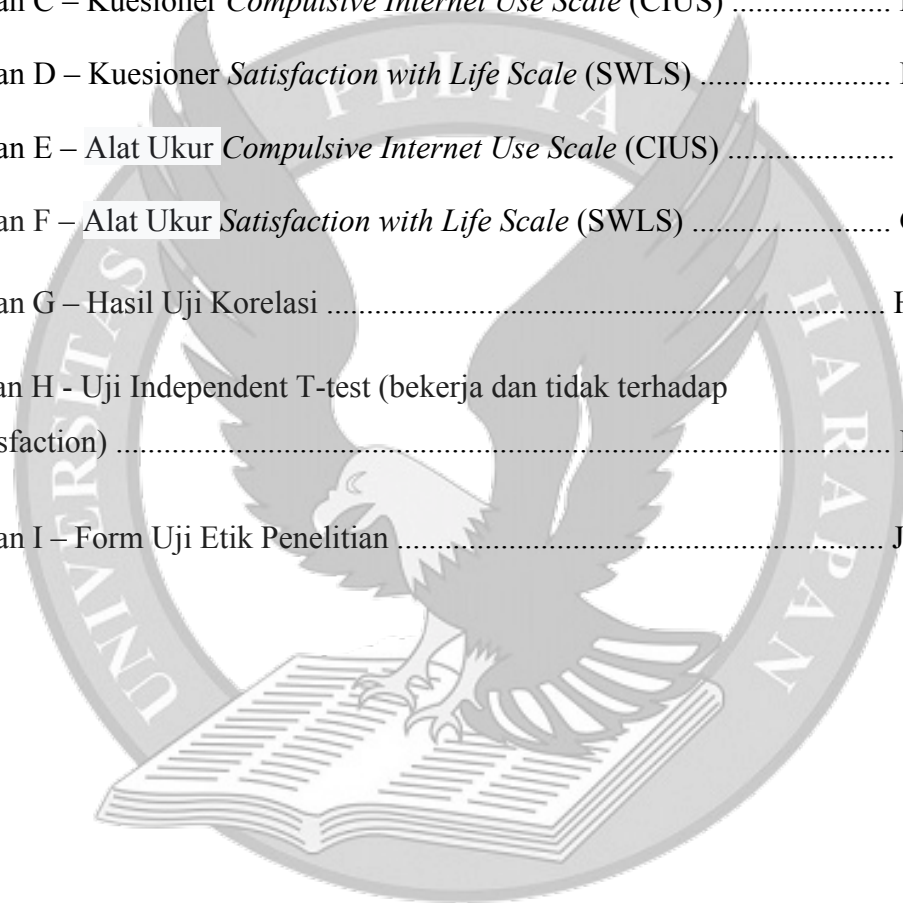 an C – Kuesioner Compulsive Internet Use Scale (CIUS) ....................
an D – Kuesioner Satisfaction with Life Scale (SWLS) ........................
an E – Alat Ukur Compulsive Internet Use Scale (CIUS) .....................
an F – Alat Ukur Satisfaction with Life Scale (SWLS) .........................
an G – Hasil Uji Korelasi .......................................................................
an H - Uji Independent T-test (bekerja dan tidak terhadap
sfaction) ..................................................................................................
an I – Form Uji Etik Penelitian .............................................................. J
UNIVERSITAS PELITA HARAPAN